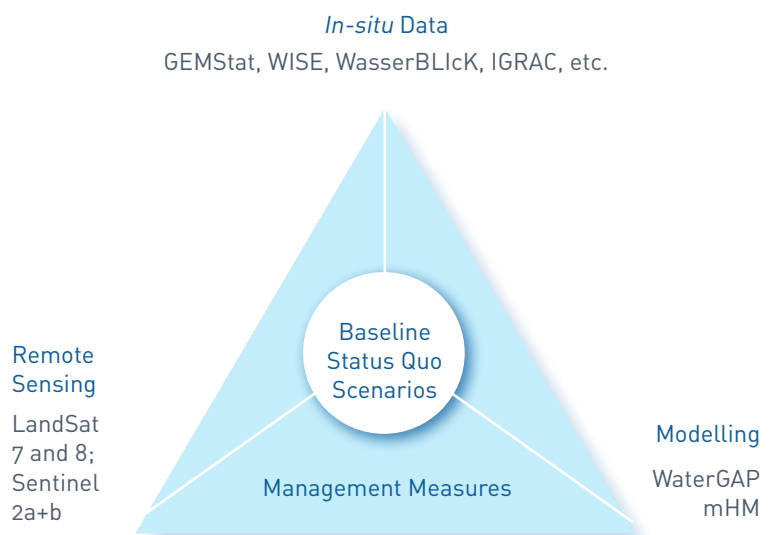 In-situ Data
GEMStat, WISE, WasserBLIcK, IGRAC, etc.
Baseline
Status Quo
Scenarios
Remote
Sensing
LandSat
7 and 8;
Sentinel
2a+b
Modelling
WaterGAP
mHM
Management Measures